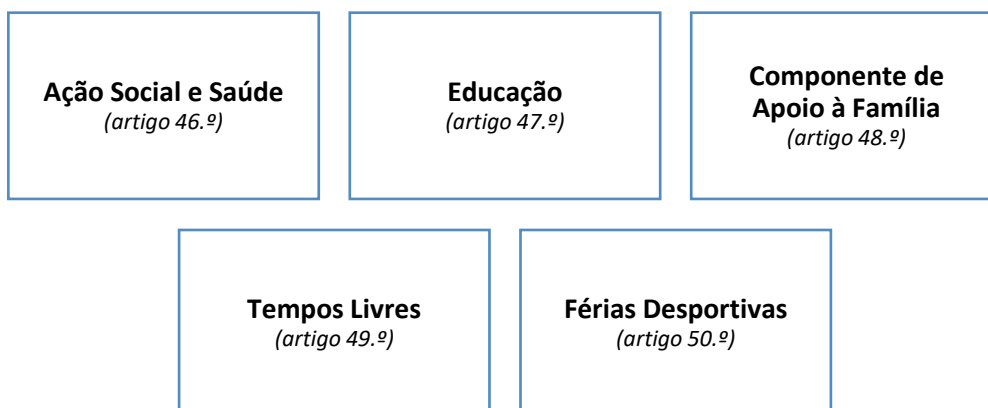 Ação Social e Saúde
(artigo 46.º)
Educação
(artigo 47.º)
Componente de
Apoio à Família
(artigo 48.º)
Tempos Livres
(artigo 49.º)
Férias Desportivas
(artigo 50.º)